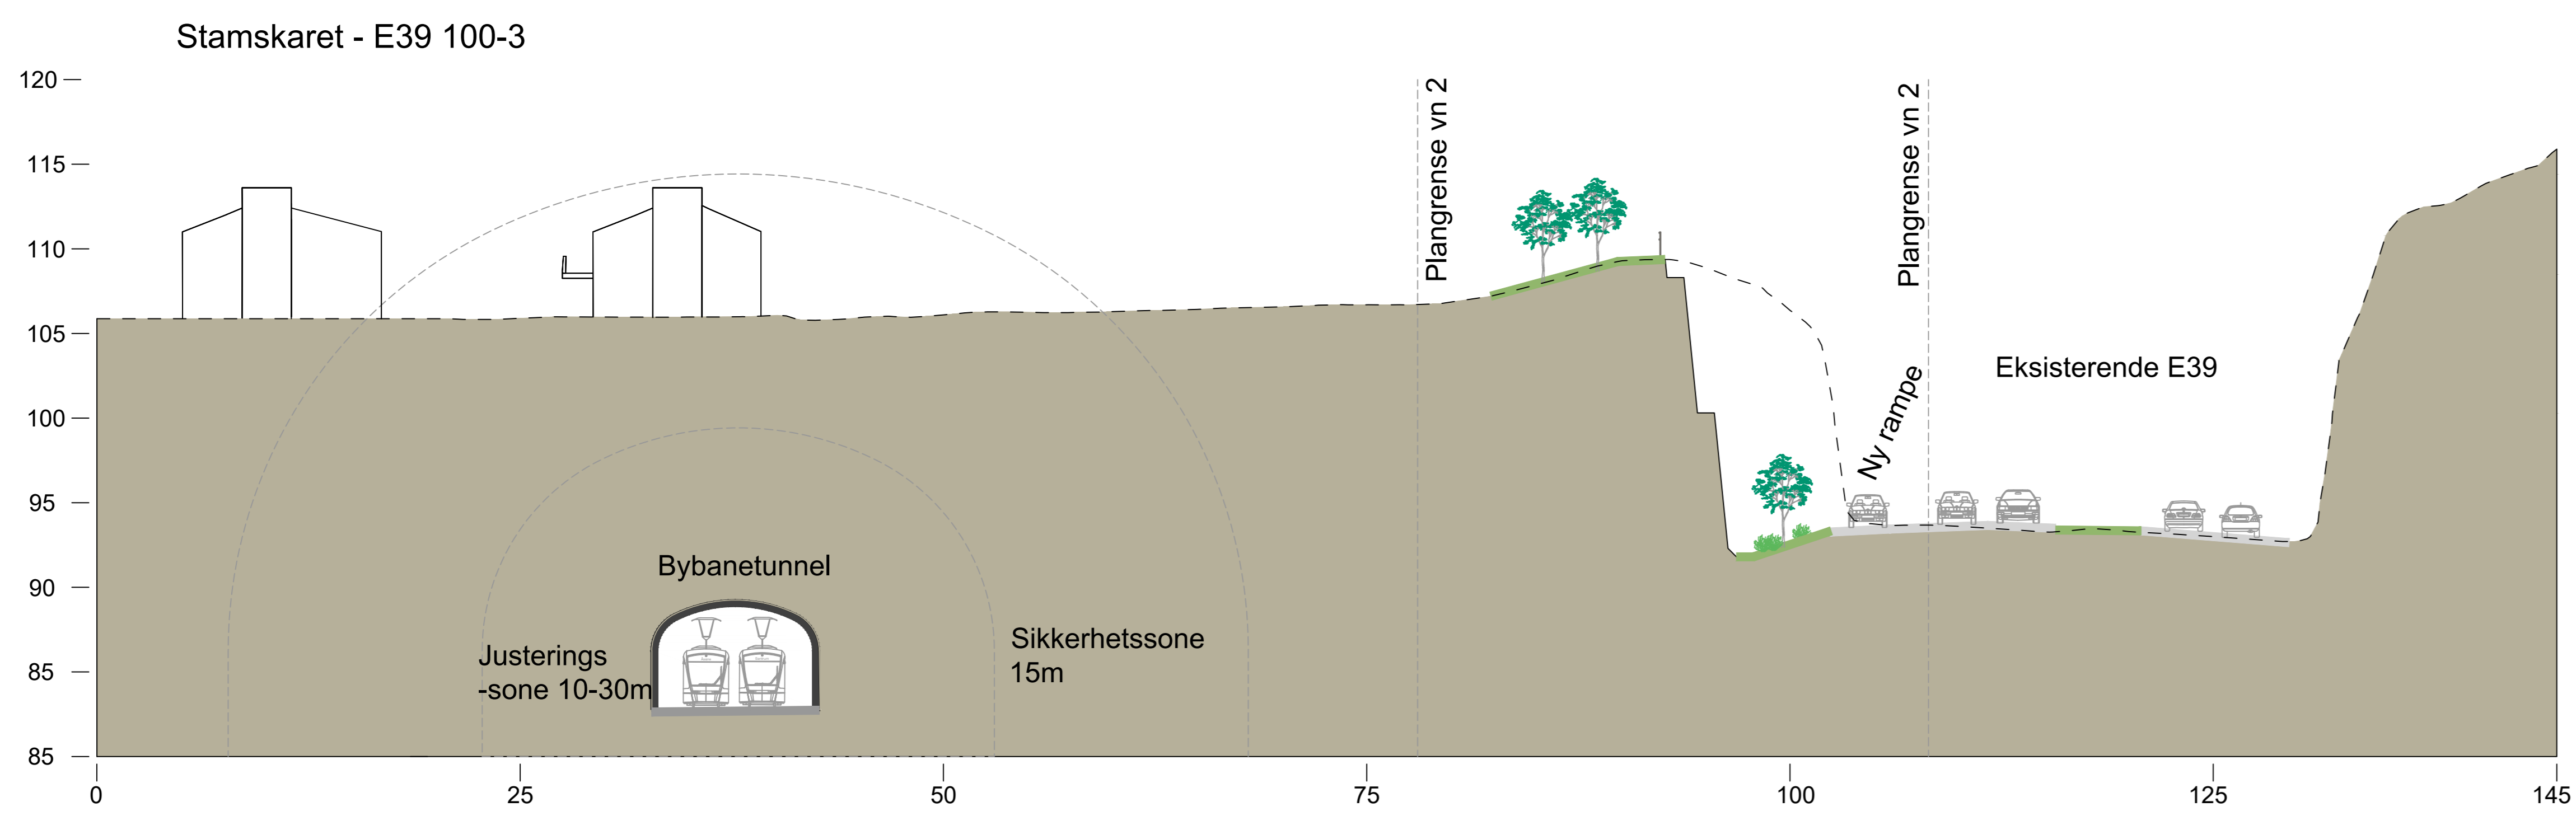 Stamskaret - E39 100-3
120
115
110
105
100
95
90
85
85
Plangrense vn 2
Plangrense vn 2
Ny rampe
Eksisterende E39
Bybanetunnel
Justerings
-sone 10-30m
Sikkerhetssone
15m
0
25
50
75
100
125
145